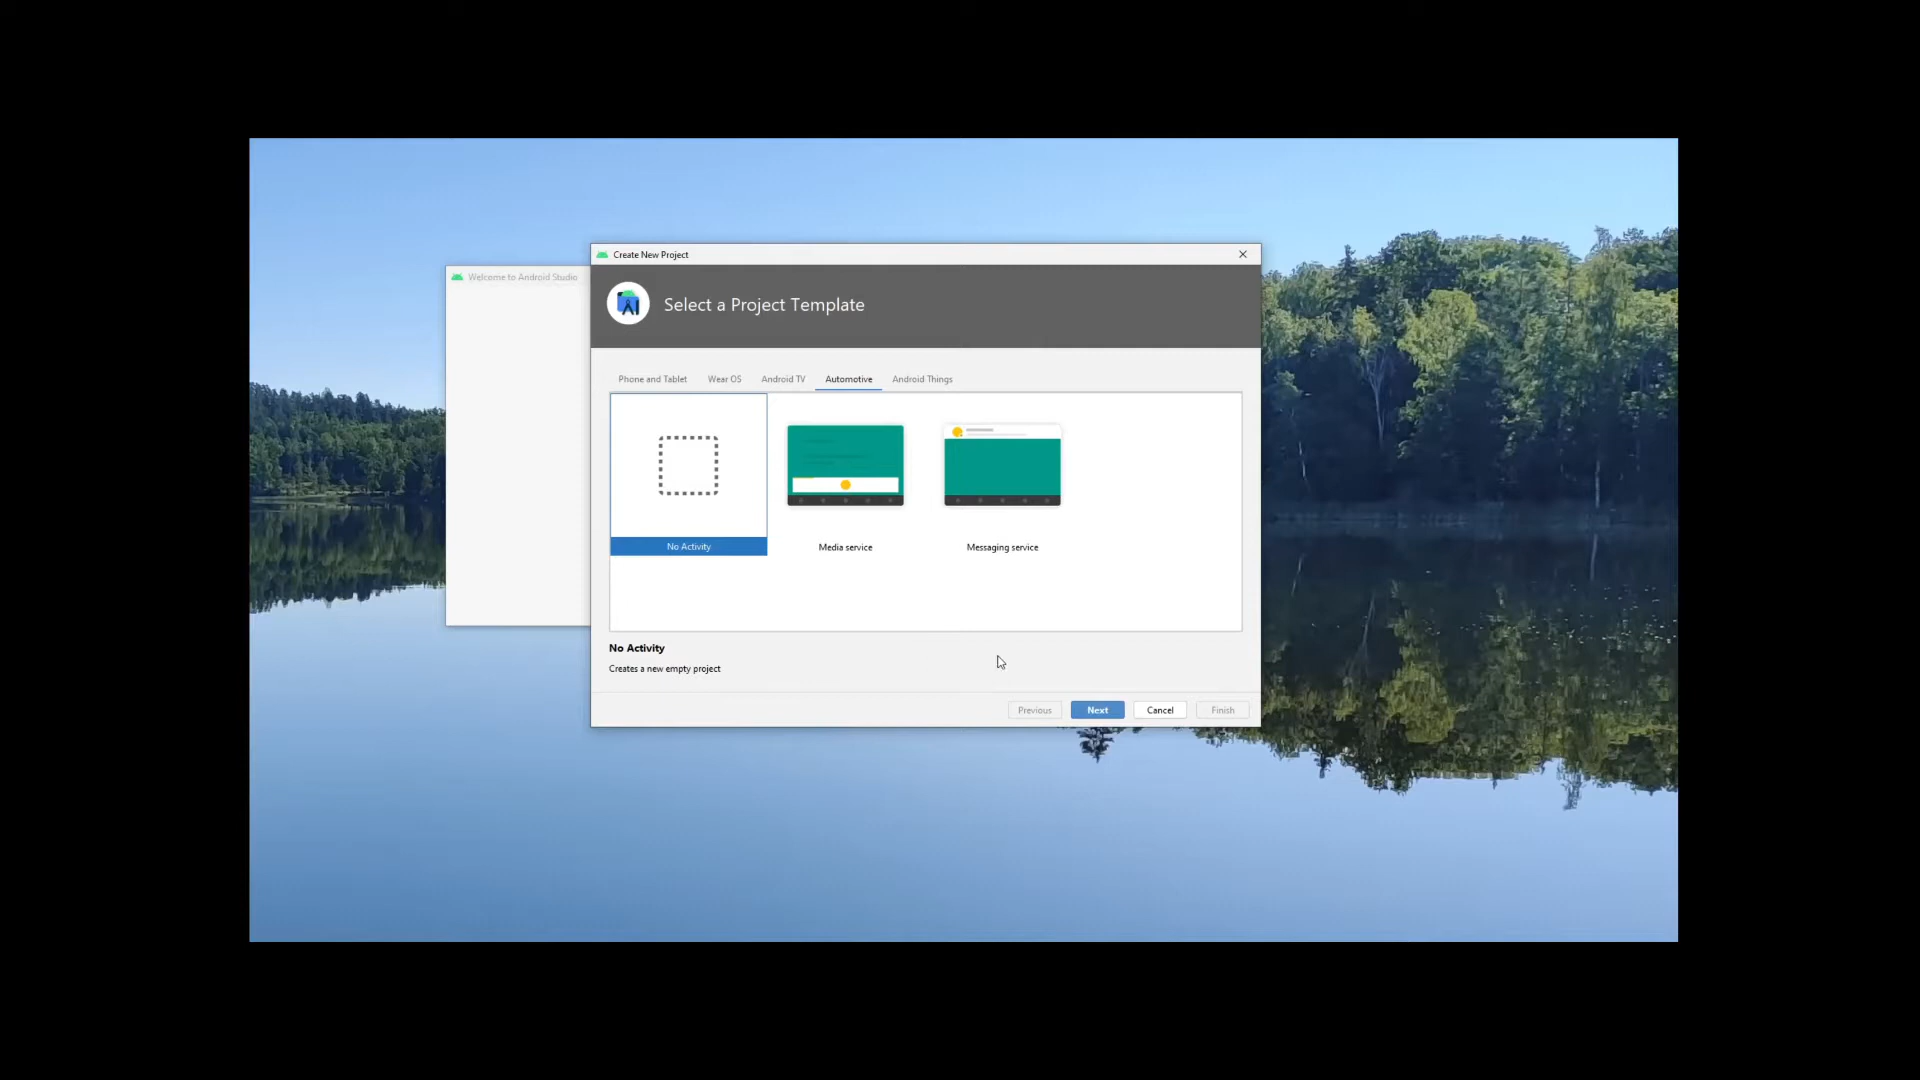 Create New Project
Welcome to Android Studio
Select a Project Template
Phone and Tablet
Wear OS
Android TV
Automotive
Android Things
No Activity
Media service
Messaging service
No Activity
Creates a new empty project
Previous
Next
Cancel
Finish